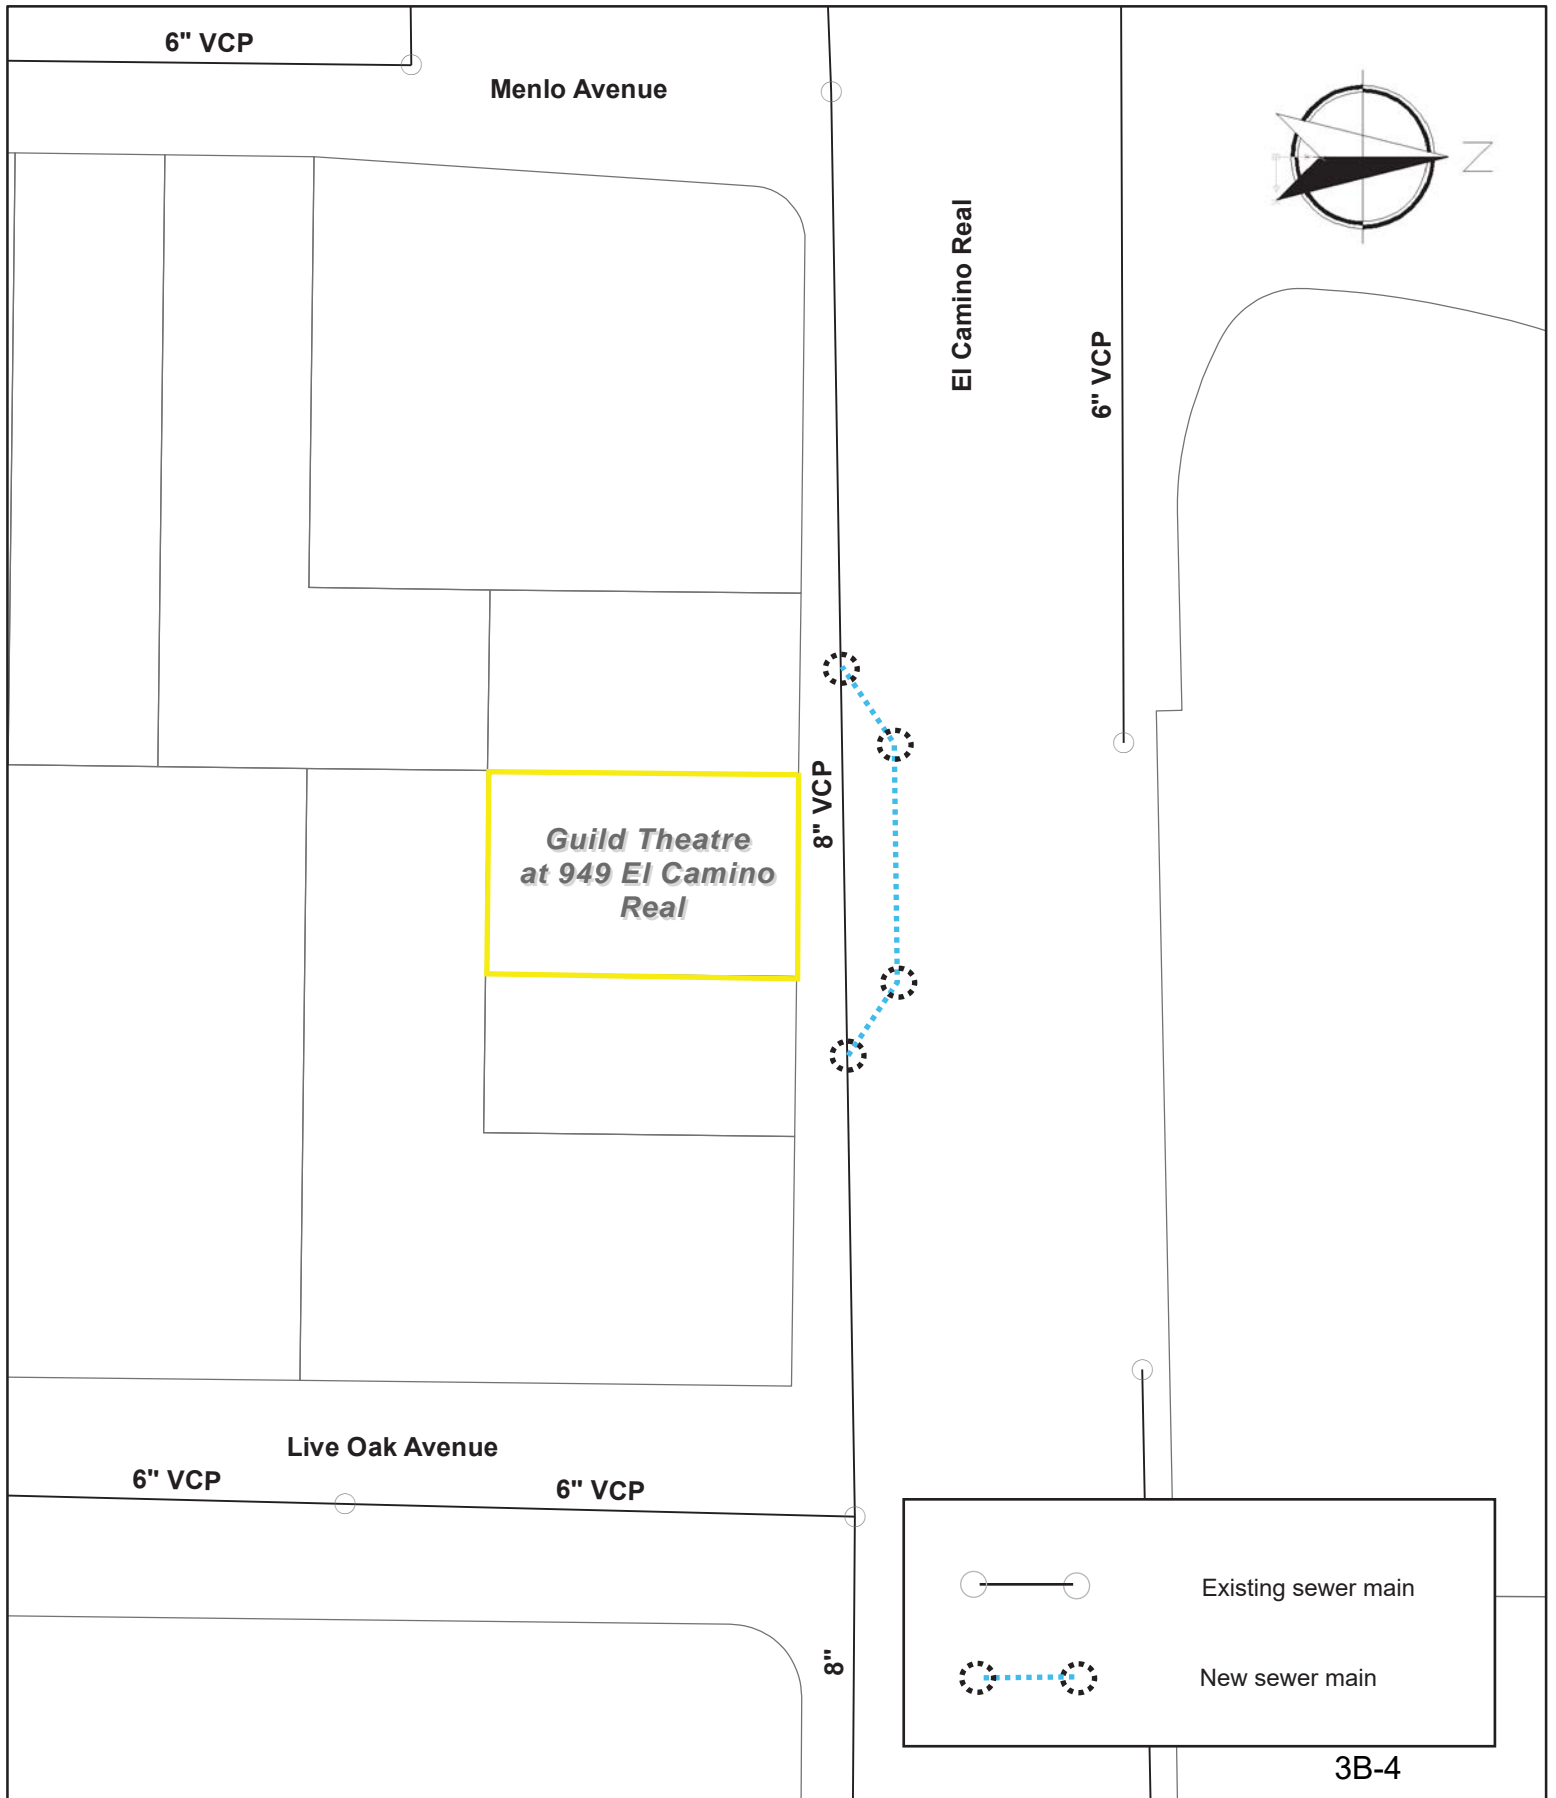 6" VCP
Menlo Avenue
N
El Camino Real
6" VCP
8" VCP
Guild Theatre
at 949 El Camino
Real
Live Oak Avenue
6" VCP
6" VCP
8"
Existing sewer main
New sewer main
3B-4